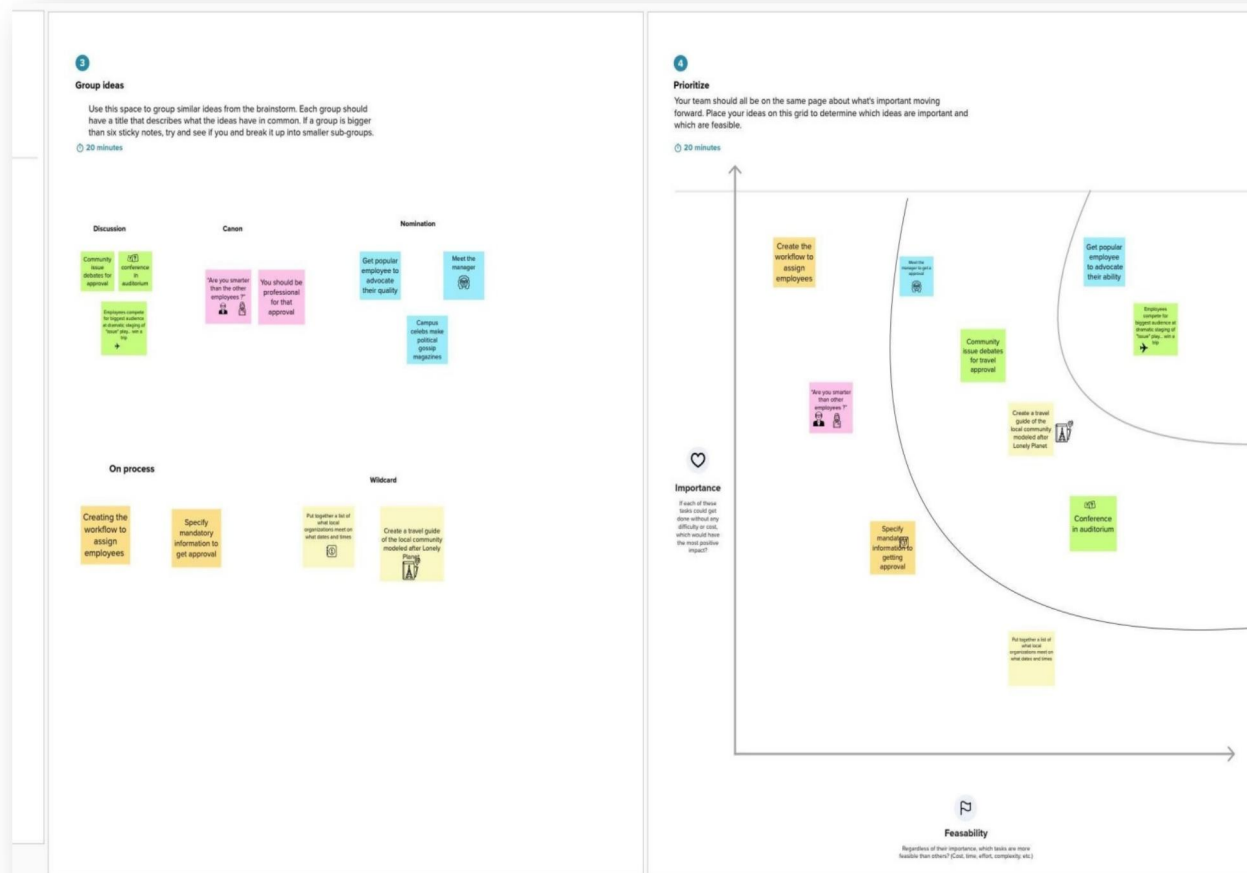 3
Group ideas
Use this space to group similar ideas from the brainstorm. Each group should
have a title that describes what the ideas have in common. If a group is bigger
than six sticky notes, try and see if you and break it up into smaller sub-groups.
20 minutes
Discussion
Community
issue
debates for
approval
conference
in
auditorium
Employees compete
for biggest audience
at dramatic staging of
"issue" play... win a
trip
Canon
"Are you smarter
than the other
employees ?"
You should be
professional
for that
approval
Nomination
Get popular
employee to
advocate
their quality
Meet the
manager
Campus
celebs make
political
gossip
magazines
On process
Creating the
workflow to
assign
employees
Specify
mandatory
information to
get approval
Wildcard
Put together a list of
what local
organizations meet on
what dates and times
Create a travel guide
of the local community
modeled after Lonely
Planet
4
Prioritize
Your team should all be on the same page about what's important moving
forward. Place your ideas on this grid to determine which ideas are important and
which are feasible.
20 minutes
Create the
workflow to
assign
employees
Meet the
manager to get a
approval
Get popular
employee
to advocate
their ability
Employees
compete for
biggest audience at
dramatic staging of
"issue" play... win a
trip
Community
issue debates
for travel
approval
"Are you smarter
than other
employees ?"
Create a travel
guide of the
local community
modeled after
Lonely Planet
Importance
If each of these
tasks could get
done without any
difficulty or cost,
which would have
the most positive
impact?
Specify
mandatory
information to
getting
approval
Conference
in auditorium
Put together a list of
what local
organizations meet on
what dates and times
Feasability
Regardless of their importance, which tasks are more
feasible than others? (Cost, time, effort, complexity, etc.)